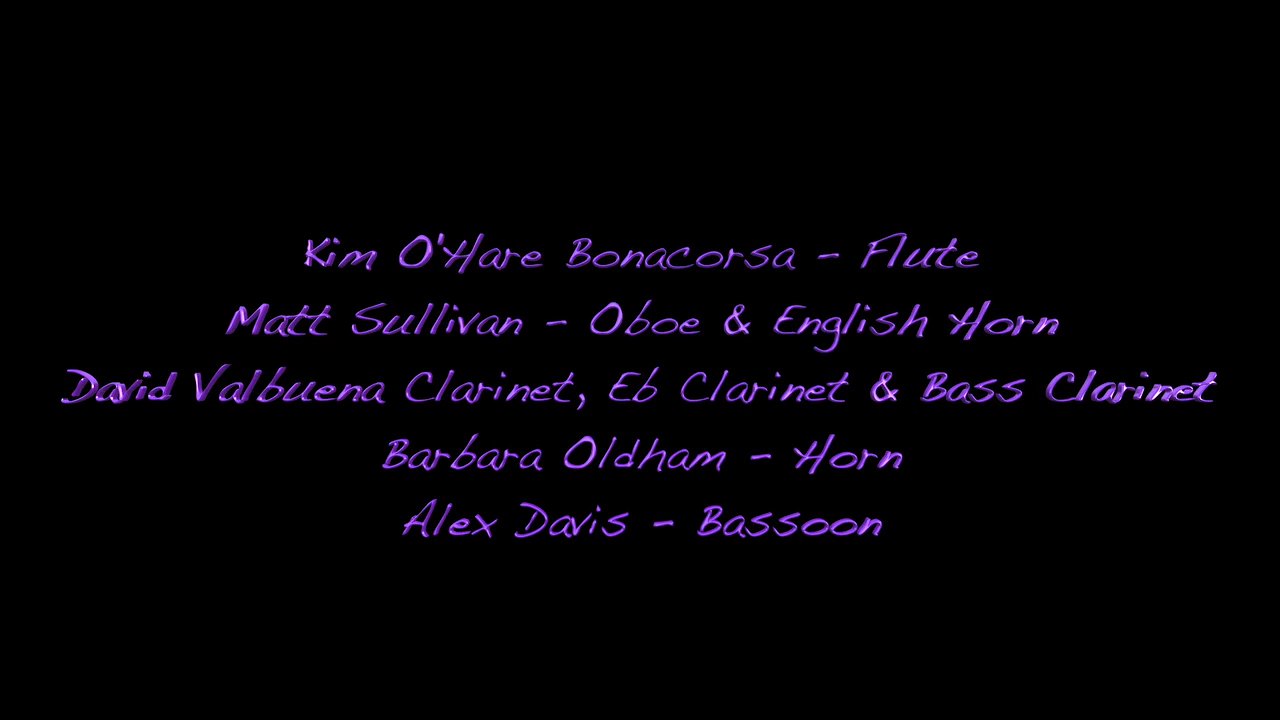 Kim O'Hare Bonacorsa - Flute
Matt Sullivan - Oboe & English Horn
David Valbuena Clarinet, Eb Clarinet & Bass Clarinet
Barbara Oldham - Horn
Alex Davis - Bassoon